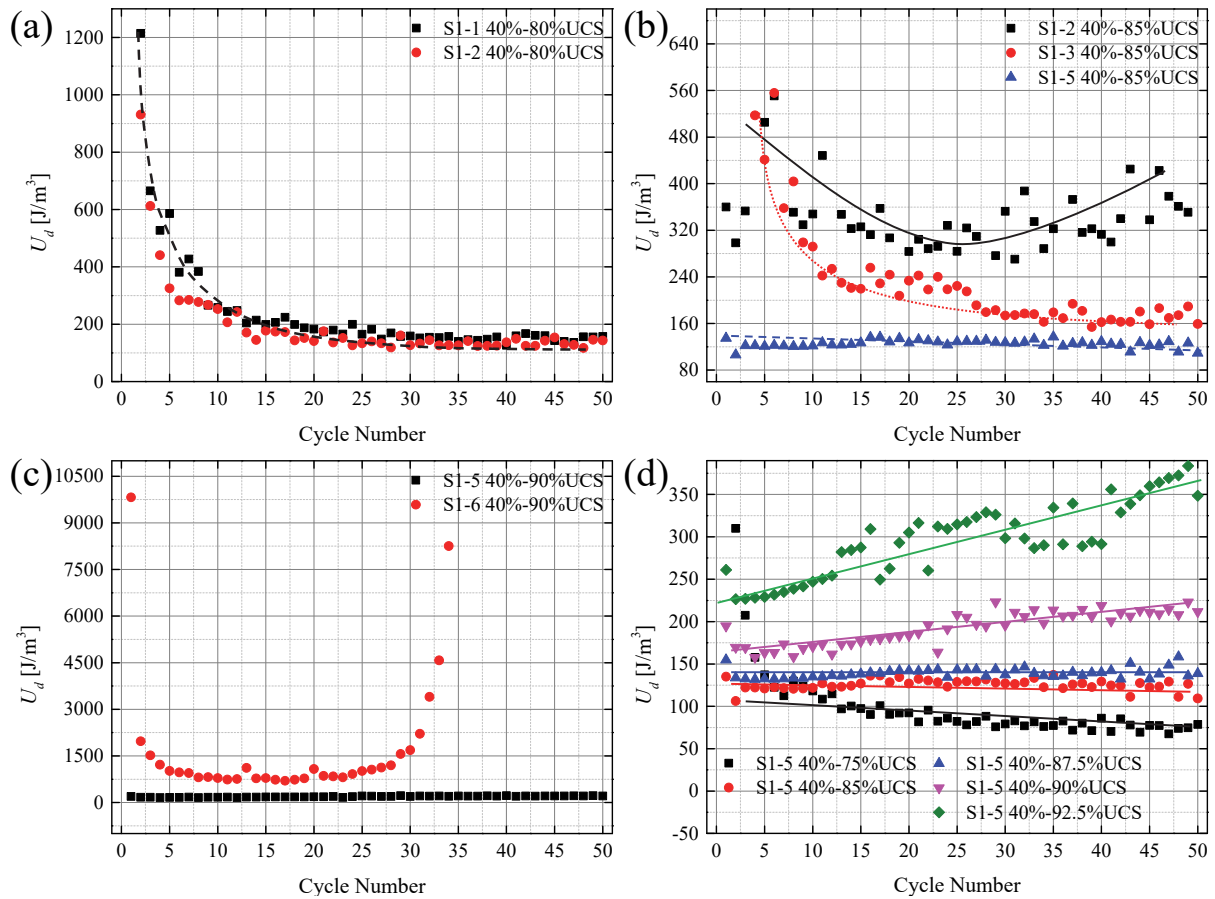 (a)
S1-1 40%-80%UCS
S1-2 40%-80%UCS
1200
1000
800
600
400
200
0
U_d [J/m³]
0 5 10 15 20 25 30 35 40 45 50
Cycle Number
(b)
S1-2 40%-85%UCS
S1-3 40%-85%UCS
S1-5 40%-85%UCS
640
560
480
400
320
240
160
80
U_d [J/m³]
0 5 10 15 20 25 30 35 40 45 50
Cycle Number
(c)
S1-5 40%-90%UCS
S1-6 40%-90%UCS
10500
9000
7500
6000
4500
3000
1500
0
U_d [J/m³]
0 5 10 15 20 25 30 35 40 45 50
Cycle Number
(d)
350
300
250
200
150
100
50
0
-50
U_d [J/m³]
S1-5 40%-75%UCS
S1-5 40%-85%UCS
S1-5 40%-87.5%UCS
S1-5 40%-90%UCS
S1-5 40%-92.5%UCS
0 5 10 15 20 25 30 35 40 45 50
Cycle Number